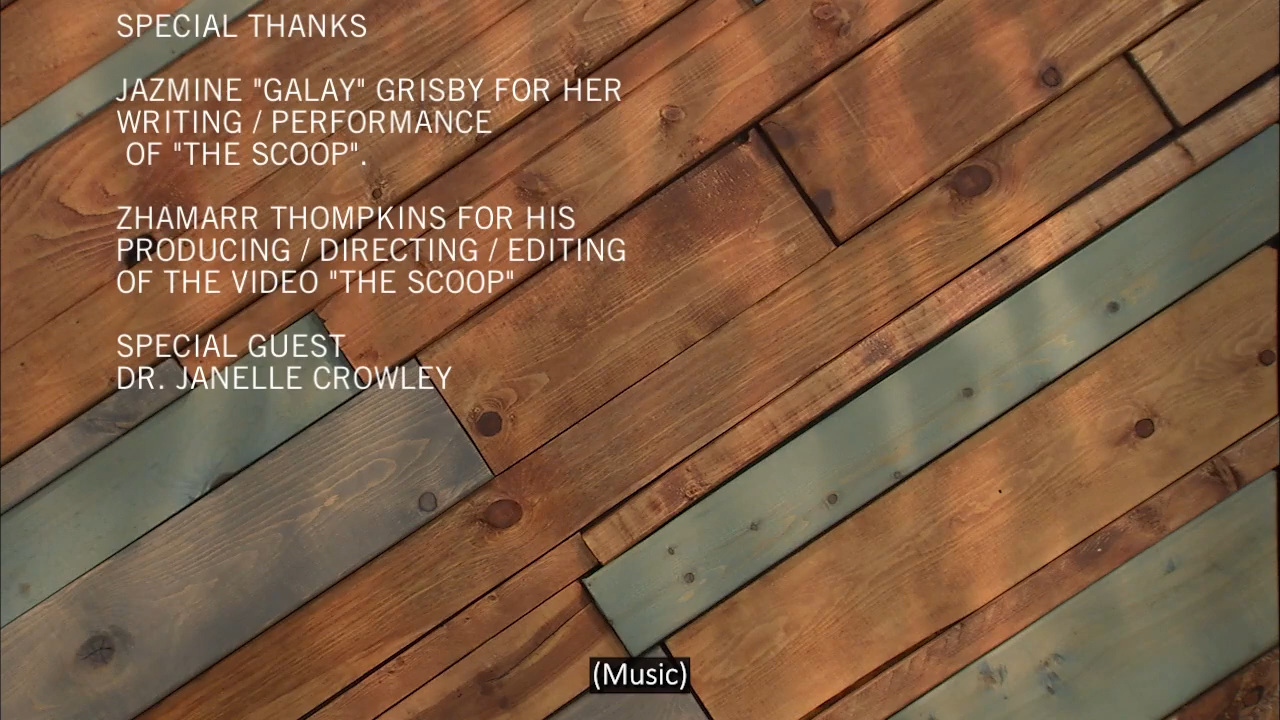 SPECIAL THANKS
JAZMINE "GALAY" GRISBY FOR HER
WRITING / PERFORMANCE
OF "THE SCOOP".
ZHAMARR THOMPKINS FOR HIS
PRODUCING / DIRECTING / EDITING
OF THE VIDEO "THE SCOOP"
SPECIAL GUEST
DR. JANELLE CROWLEY
(Music)